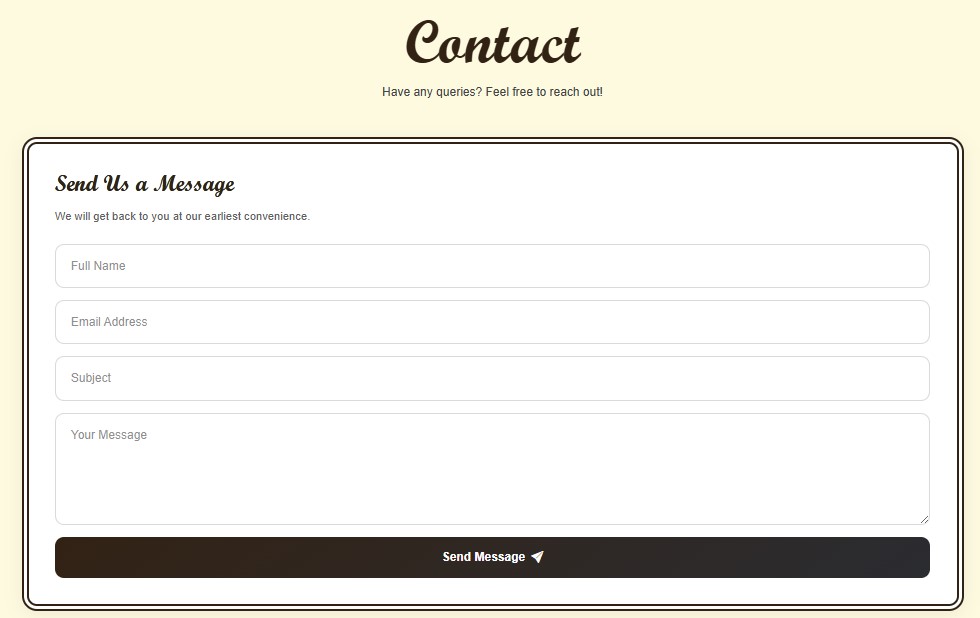 Contact
Have any queries? Feel free to reach out!
Send Us a Message
We will get back to you at our earliest convenience.
Full Name
Email Address
Subject
Your Message
Send Message